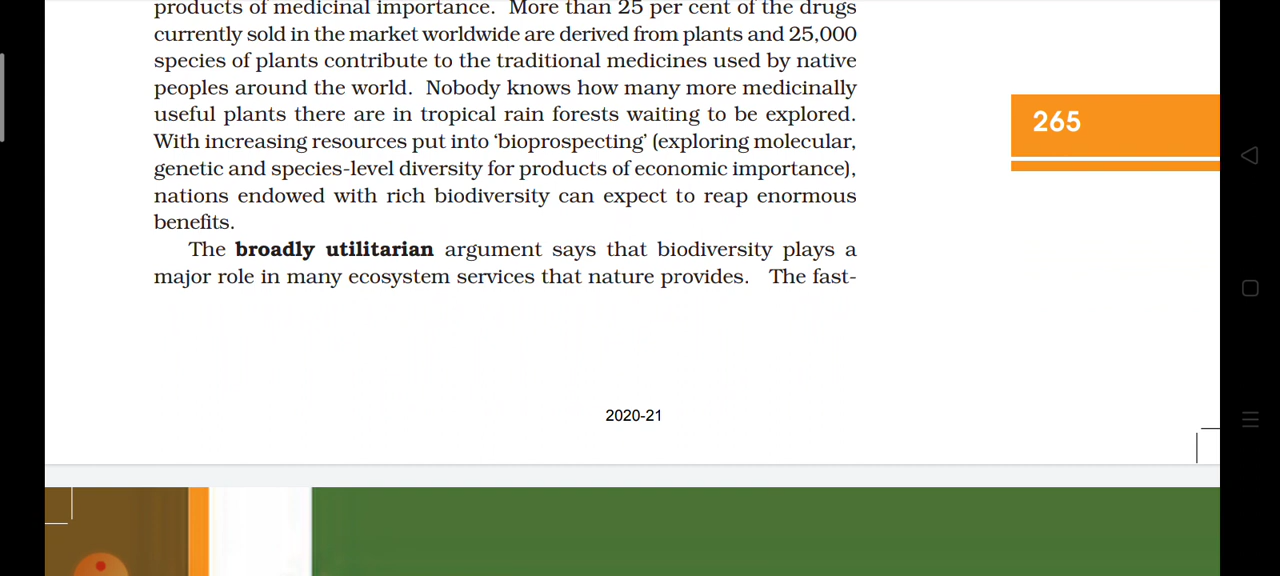 products of medicinal importance. More than 25 per cent of the drugs
currently sold in the market worldwide are derived from plants and 25,000
species of plants contribute to the traditional medicines used by native
peoples around the world. Nobody knows how many more medicinally
useful plants there are in tropical rain forests waiting to be explored.
With increasing resources put into ‘bioprospecting’ (exploring molecular,
genetic and species-level diversity for products of economic importance),
nations endowed with rich biodiversity can expect to reap enormous
benefits.
The broadly utilitarian argument says that biodiversity plays a
major role in many ecosystem services that nature provides. The fast-
265
2020-21